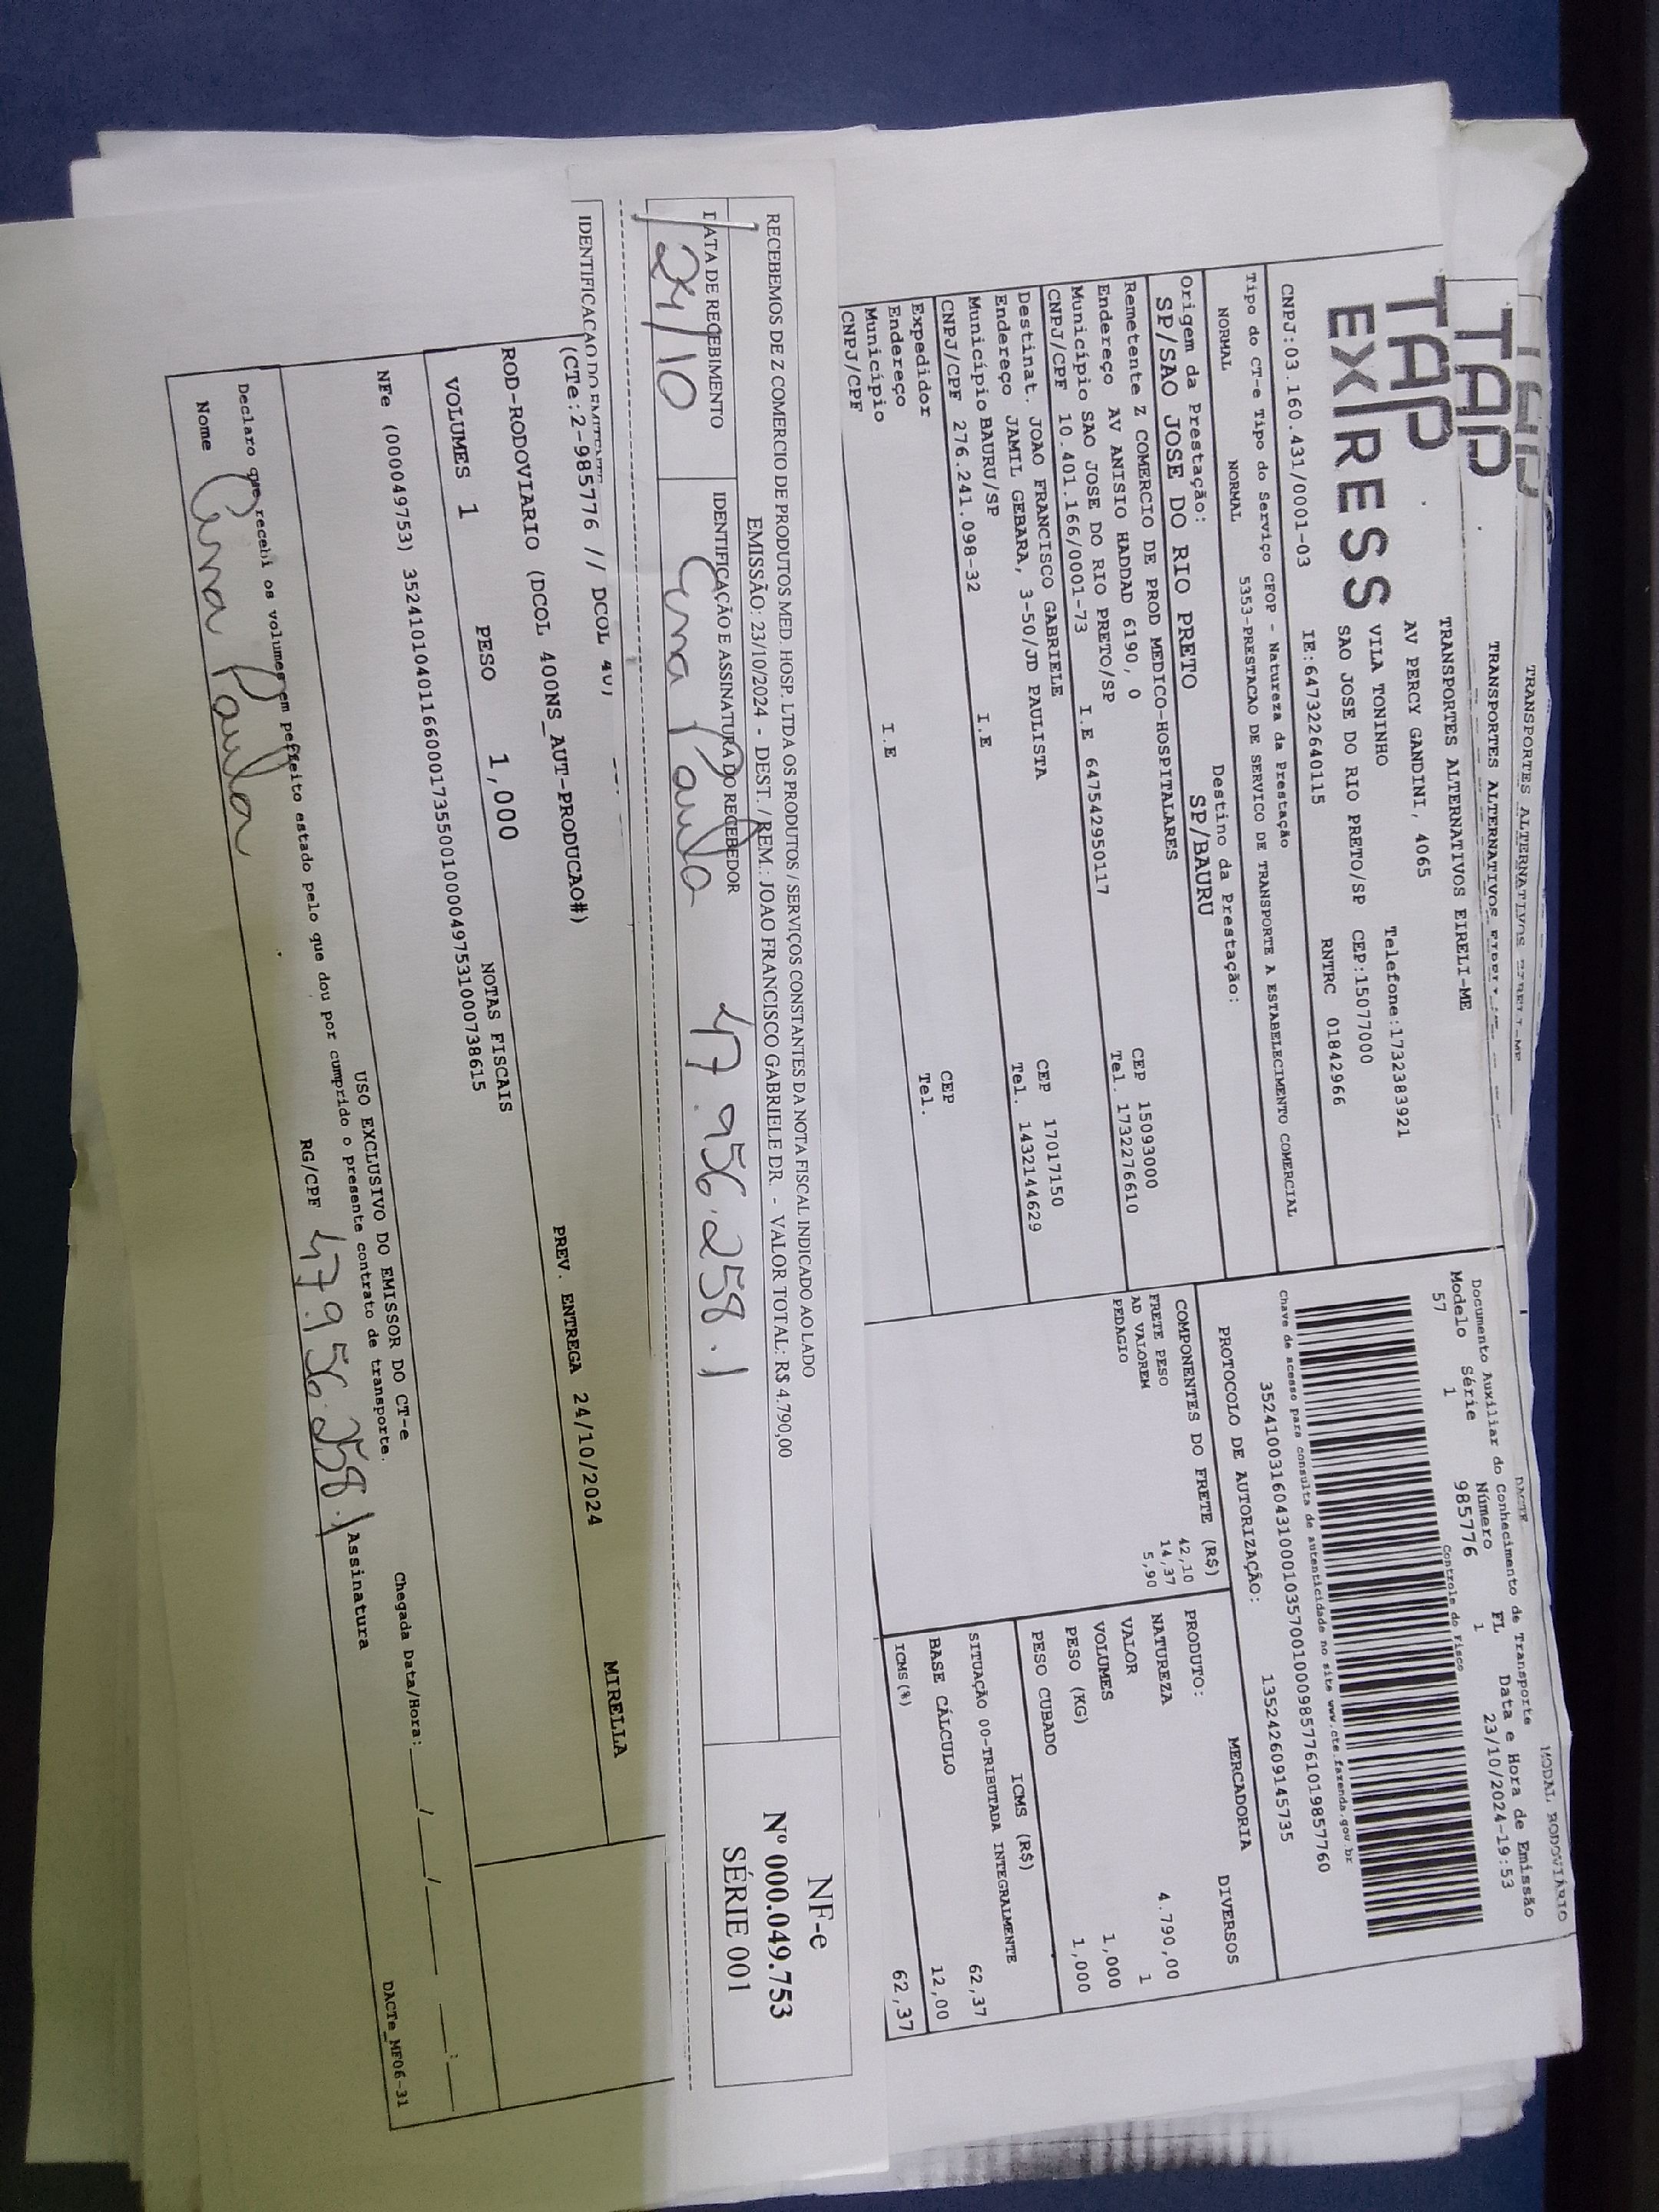 TRANSPORTES ALTERNATIVOS
TAP TRANSPORTES ALTERNATIVOS
TAP EXPRESS
TRANSPORTES ALTERNATIVOS EIRELI-ME
AV PERCY GANDINI, 4065
VILA TONINHO Telefone:1732383921
SAO JOSE DO RIO PRETO/SP CEP:15077000
CNPJ:03.160.431/0001-03 IE:647322640115 RNTRC 01842966
DACTE MODAL RODOVIÁRIO
Documento Auxiliar do Conhecimento de Transporte
Modelo Série Número FL Data e Hora de Emissão
57 1 985776 1 23/10/2024-19:53
Controle do Fisco
Chave de acesso para consulta de autenticidade no site www.cte.fazenda.gov.br
35241003160431000103570010009857761019857760
Tipo do CT-e Tipo do Serviço CFOP - Natureza da Prestação
NORMAL NORMAL 5353-PRESTACAO DE SERVICO DE TRANSPORTE A ESTABELECIMENTO COMERCIAL
PROTOCOLO DE AUTORIZAÇÃO: 135242609145735
Origem da Prestação: Destino da Prestação:
SP/SAO JOSE DO RIO PRETO SP/BAURU
Remetente Z COMERCIO DE PROD MEDICO-HOSPITALARES
Endereço AV ANISIO HADDAD 6190, 0 CEP 15093000
Município SAO JOSE DO RIO PRETO/SP Tel. 1732276610
CNPJ/CPF 10.401.166/0001-73 I.E 647542950117
Destinat. JOAO FRANCISCO GABRIELE CEP 17017150
Endereço JAMIL GEBARA, 3-50/JD PAULISTA Tel. 1432144629
Município BAURU/SP
CNPJ/CPF 276.241.098-32 I.E
Expedidor CEP
Endereço Tel.
Município
CNPJ/CPF I.E
COMPONENTES DO FRETE (R$)
FRETE PESO 42,10
AD VALOREM 14,37
PEDAGIO 5,90
MERCADORIA
PRODUTO: DIVERSOS
NATUREZA
VALOR 4.790,00
VOLUMES 1
PESO (KG) 1,000
PESO CUBADO 1,000
ICMS (R$)
SITUAÇÃO 00-TRIBUTADA INTEGRALMENTE
BASE CÁLCULO 62,37
ICMS(%) 12,00
62,37
RECEBEMOS DE Z COMERCIO DE PRODUTOS MED. HOSP. LTDA OS PRODUTOS / SERVIÇOS CONSTANTES DA NOTA FISCAL INDICADO AO LADO
EMISSÃO: 23/10/2024 - DEST. / REM.: JOAO FRANCISCO GABRIELE DR. - VALOR TOTAL: R$ 4.790,00
DATA DE RECEBIMENTO IDENTIFICAÇÃO E ASSINATURA DO RECEBEDOR
24/10 Ana Paula 47.956.258.1
NF-e
Nº 000.049.753
SÉRIE 001
IDENTIFICACAO DO EMITENTE
(CTe:2-985776 // DCOL
ROD-RODOVIARIO (DCOL 400NS_AUT-PRODUCAO#) PREV. ENTREGA 24/10/2024 MIRELLA
VOLUMES 1 PESO 1,000 NOTAS FISCAIS
NFe (000049753) 35241010401166000173550010000497531000738615
USO EXCLUSIVO DO EMISSOR DO CT-e
Declaro que recebi os volumes em perfeito estado pelo que dou por cumprido o presente contrato de transporte.
Chegada Data/Hora: __/__/__ __:__
Nome Ana Paula RG/CPF 47.956.258.1 Assinatura
DACTe_MF06-31